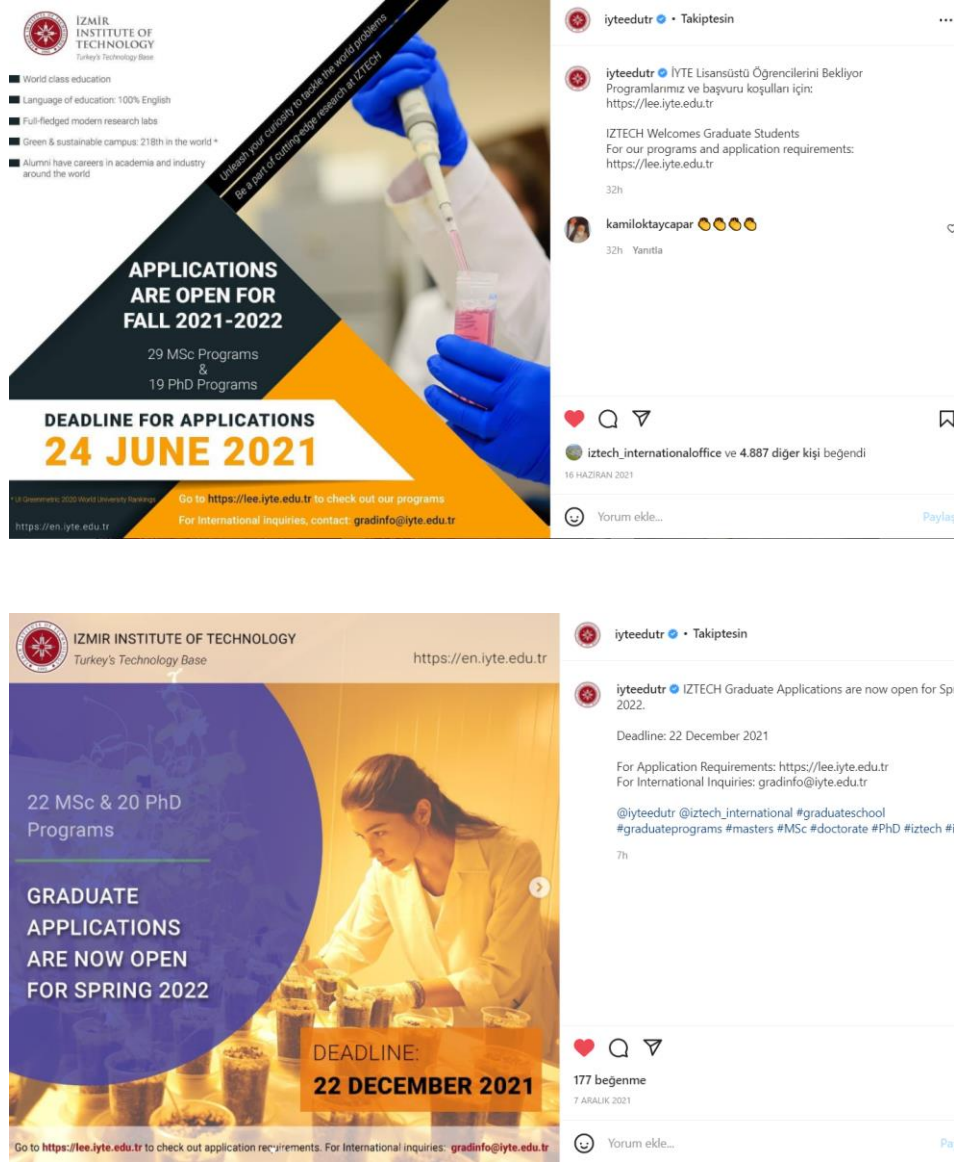 İZMİR
INSTITUTE OF
TECHNOLOGY
Turkey's Technology Base
World class education
Language of education: 100% English
Full-fledged modern research labs
Green & sustainable campus: 218th in the world *
Alumni have careers in academia and industry
around the world
Unleash your curiosity to tackle the world problems
Be a part of cutting-edge research at IZTECH
APPLICATIONS
ARE OPEN FOR
FALL 2021-2022
29 MSc Programs
&
19 PhD Programs
DEADLINE FOR APPLICATIONS
24 JUNE 2021
* UI Greenmetric 2020 World University Rankings
Go to https://lee.iyte.edu.tr to check out our programs
For International inquiries, contact: gradinfo@iyte.edu.tr
https://en.iyte.edu.tr
iyteedutr • Takiptesin
iyteedutr İYTE Lisansüstü Öğrencilerini Bekliyor
Programlarımız ve başvuru koşulları için:
https://lee.iyte.edu.tr
IZTECH Welcomes Graduate Students
For our programs and application requirements:
https://lee.iyte.edu.tr
32h
kamiloktaycapar 👏👏👏👏
32h Yanıtla
iztech_internationaloffice ve 4.887 diğer kişi beğendi
16 HAZİRAN 2021
Yorum ekle...
Paylaş
IZMIR INSTITUTE OF TECHNOLOGY
Turkey's Technology Base
https://en.iyte.edu.tr
22 MSc & 20 PhD
Programs
GRADUATE
APPLICATIONS
ARE NOW OPEN
FOR SPRING 2022
DEADLINE:
22 DECEMBER 2021
Go to https://lee.iyte.edu.tr to check out application requirements. For International inquiries: gradinfo@iyte.edu.tr
iyteedutr • Takiptesin
iyteedutr IZTECH Graduate Applications are now open for Spr
2022.
Deadline: 22 December 2021
For Application Requirements: https://lee.iyte.edu.tr
For International Inquiries: gradinfo@iyte.edu.tr
@iyteedutr @iztech_international #graduateschool
#graduateprograms #masters #MSc #doctorate #PhD #iztech #i
7h
177 beğenme
7 ARALIK 2021
Yorum ekle...
Pa